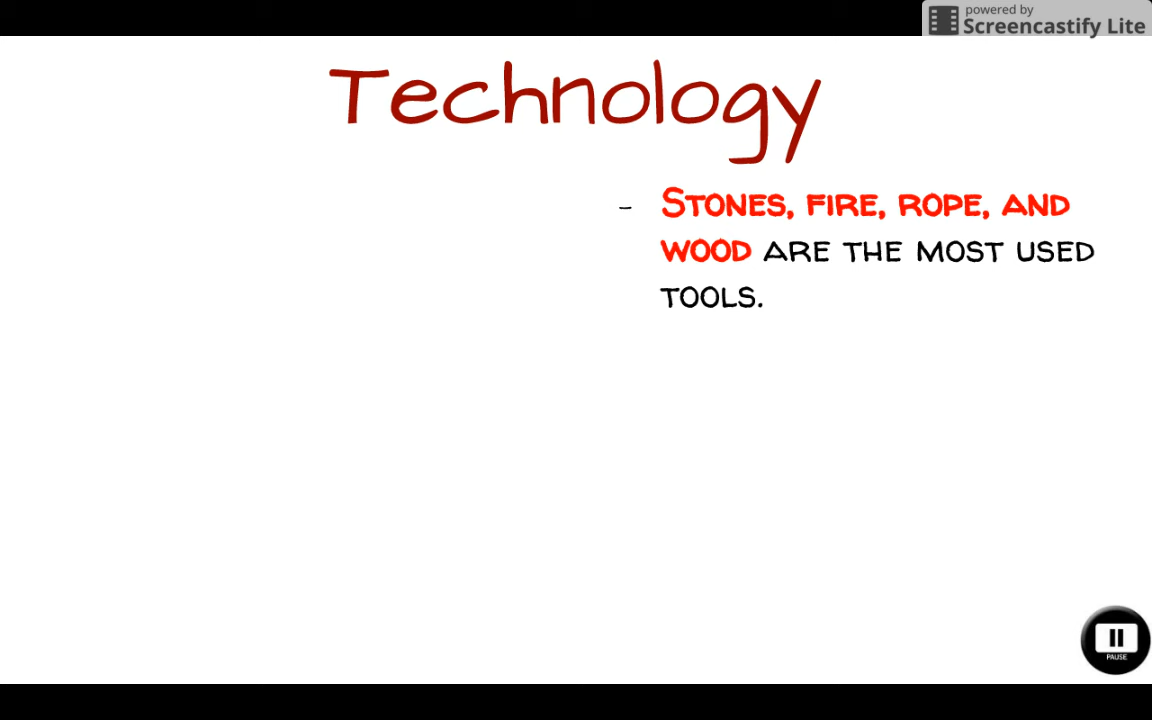 powered by
Screencastify Lite
Technology
- Stones, fire, rope, and
wood are the most used
tools.
PAUSE